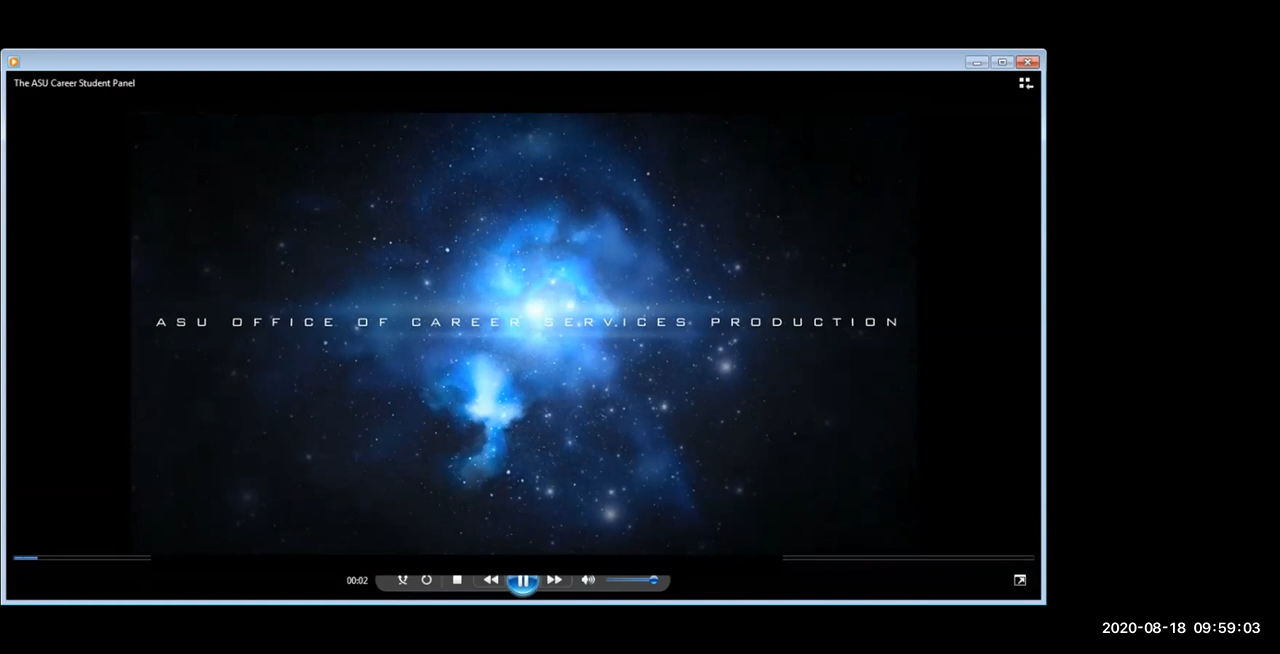 The ASU Career Student Panel
ASU OFFICE OF CAREER SERVICES PRODUCTION
00:02
2020-08-18 09:59:03